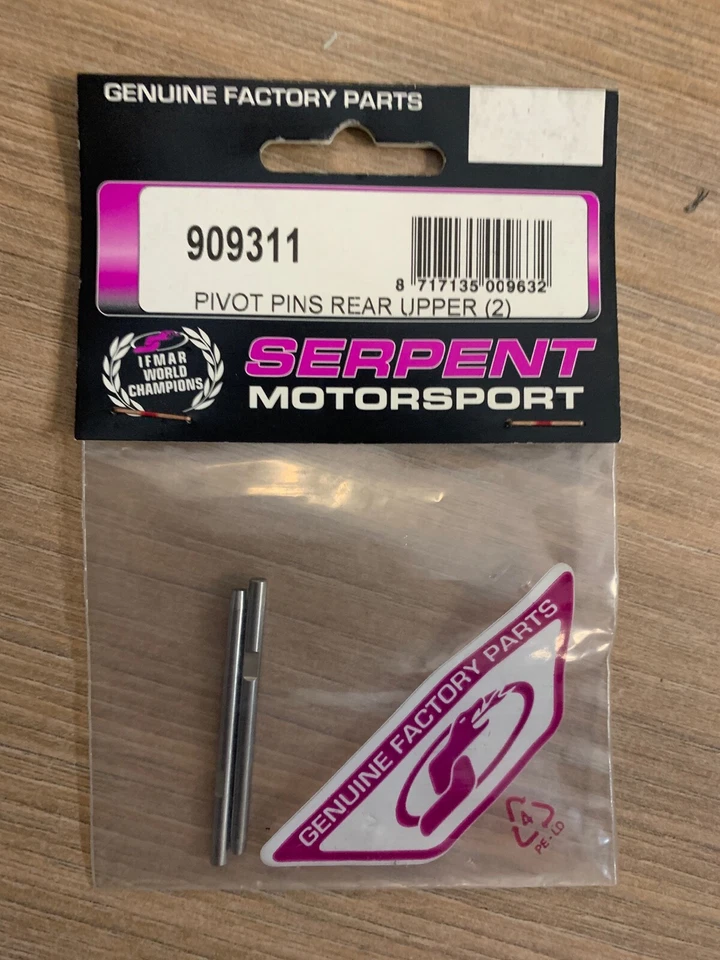 GENUINE FACTORY PARTS
909311
8 717135 009632
PIVOT PINS REAR UPPER (2)
IFMAR
WORLD
CHAMPIONS
SERPENT
MOTORSPORT
GENUINE FACTORY PARTS
4
PE-LD